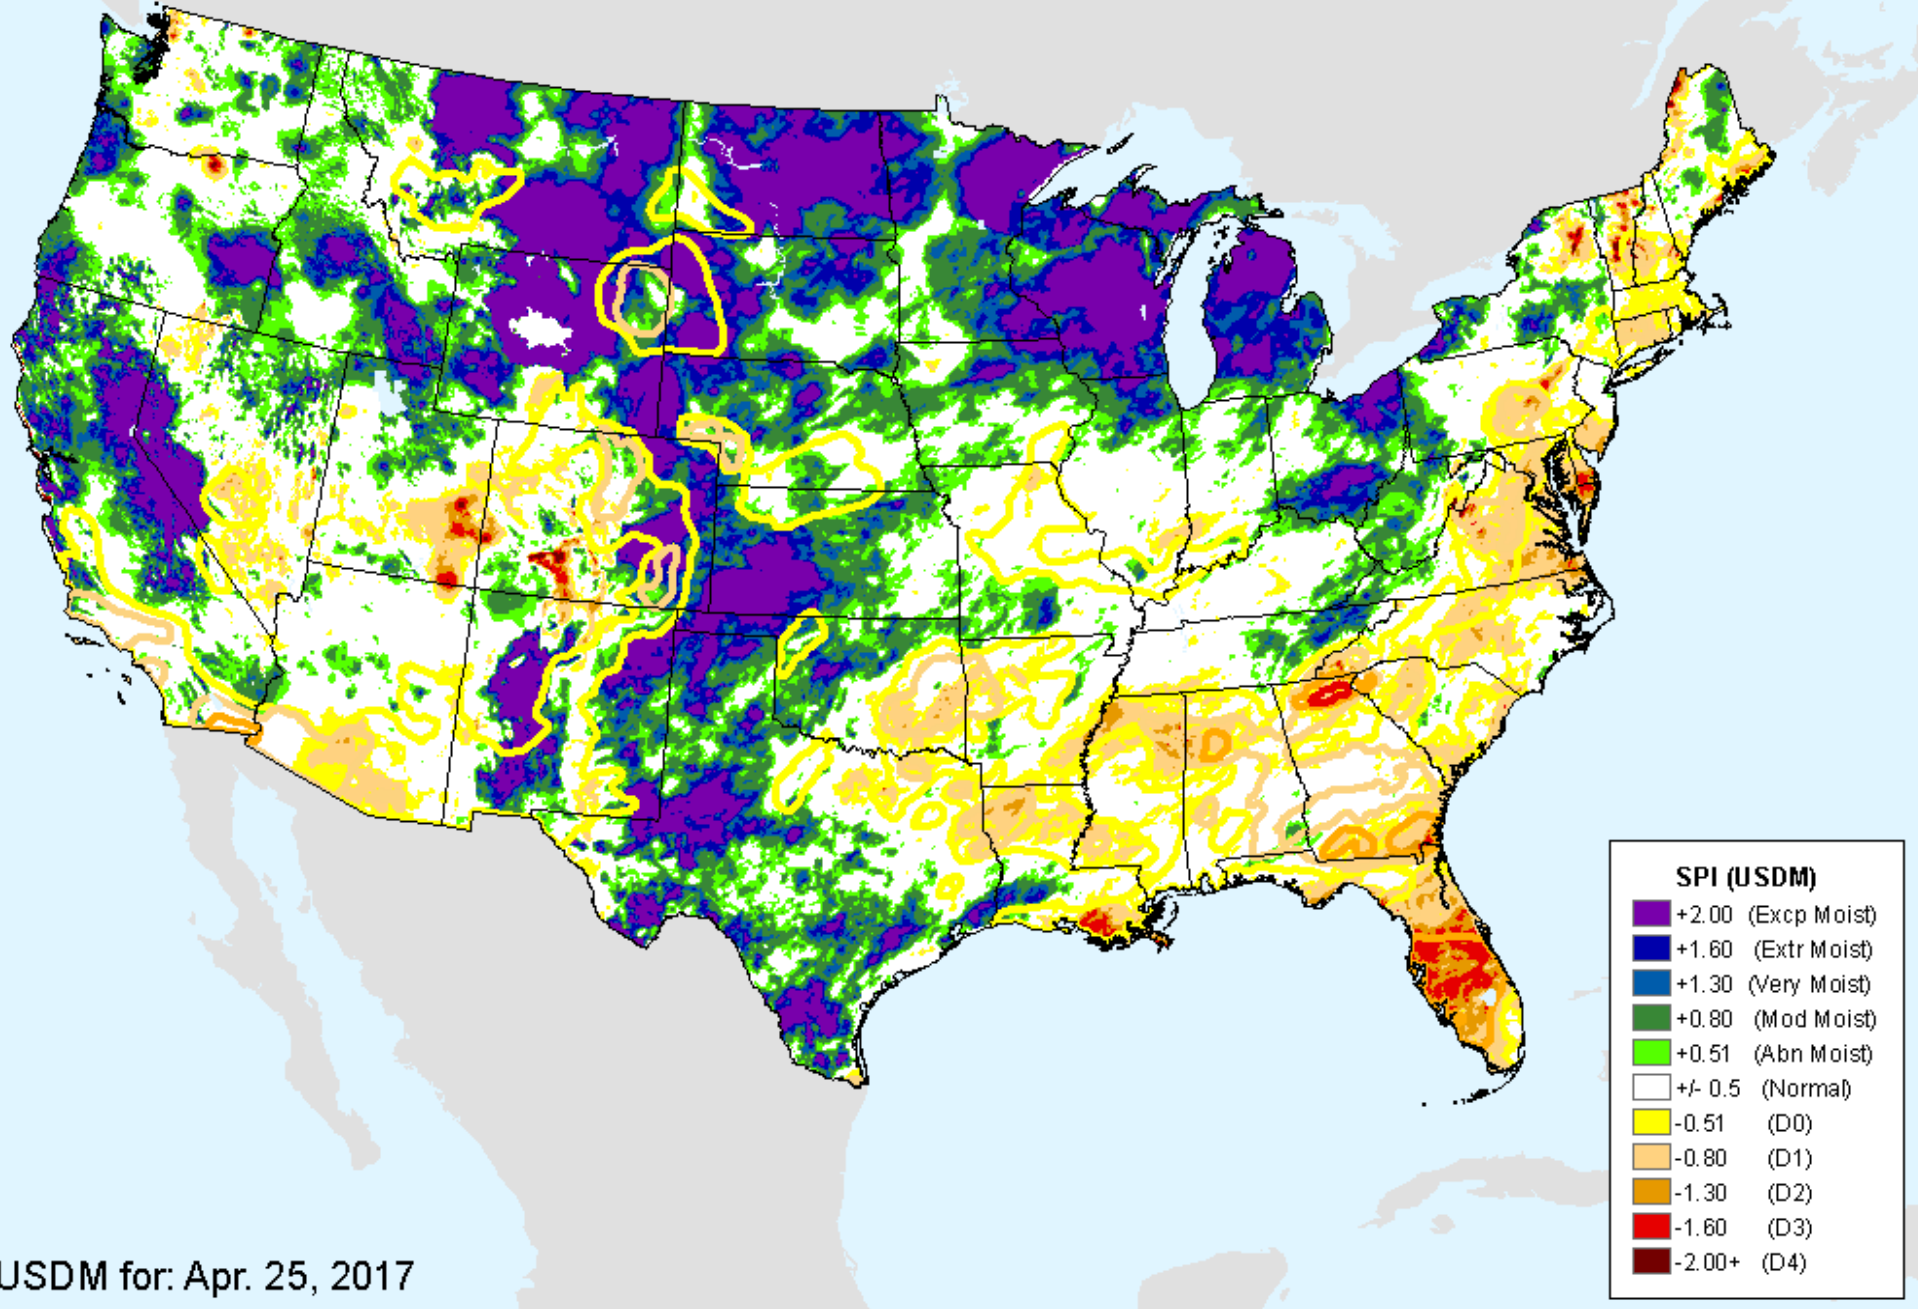 SPI (USDM)
+2.00 (Excp Moist)
+1.60 (Extr Moist)
+1.30 (Very Moist)
+0.80 (Mod Moist)
+0.51 (Abn Moist)
+/- 0.5 (Normal)
-0.51 (D0)
-0.80 (D1)
-1.30 (D2)
-1.60 (D3)
-2.00+ (D4)
USDM for: Apr. 25, 2017